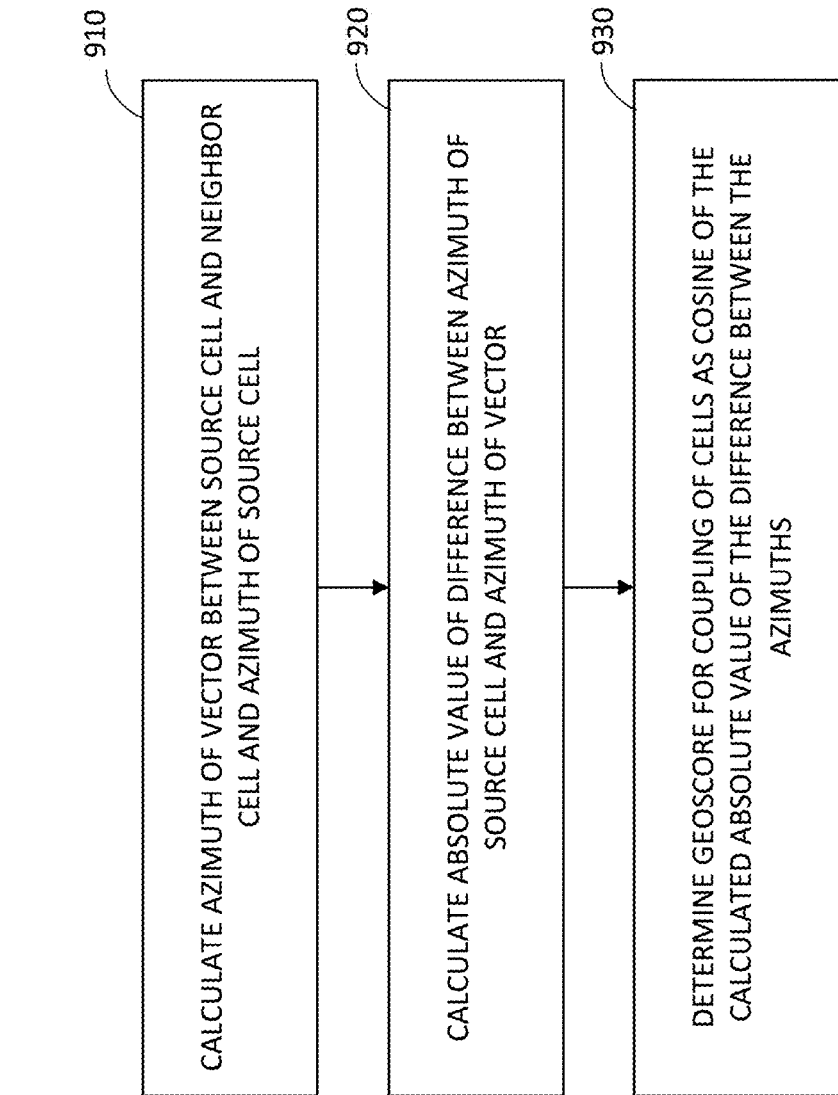 910
CALCULATE AZIMUTH OF VECTOR BETWEEN SOURCE CELL AND NEIGHBOR
CELL AND AZIMUTH OF SOURCE CELL
920
CALCULATE ABSOLUTE VALUE OF DIFFERENCE BETWEEN AZIMUTH OF
SOURCE CELL AND AZIMUTH OF VECTOR
930
DETERMINE GEOSCORE FOR COUPLING OF CELLS AS COSINE OF THE
CALCULATED ABSOLUTE VALUE OF THE DIFFERENCE BETWEEN THE
AZIMUTHS